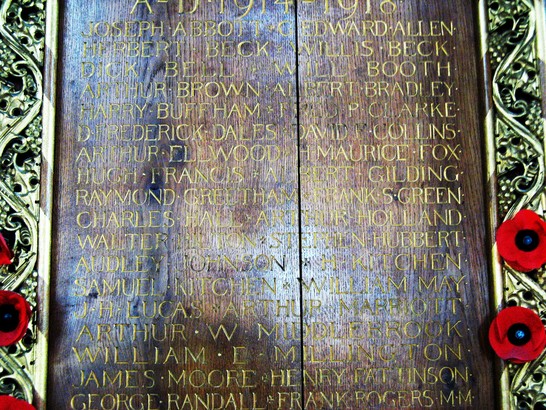 A·D·1914-1918
JOSEPH·ABBOTT·C·EDWARD·ALLEN·
HERBERT BECK·WILLIS·BECK·
DICK BELL WILL BOOTH
ARTHUR BROWN ALBERT·BRADLEY·
HARRY BUFFHAM P·CLARKE·
FREDERICK·DALES·DAVID COLLINS·
ARTHUR·ELLWOOD MAURICE·FOX·
HUGH·FRANCIS ALBERT GILDING
RAYMOND·GREETHAM FRANK·S·GREEN·
CHARLES HALL ARTHUR·HOLLAND·
WALTER STEPHEN·HUBBERT·
AUDLEY JOHNSON KITCHEN·
SAMUEL KITCHEN·WILLIAM·MAY
J·H·LUCAS·ARTHUR MARRIOTT
ARTHUR·W MIDDLEBROOK·
WILLIAM·E·MILLINGTON·
JAMES·MOORE·HENRY·PATTINSON·
GEORGE·RANDALL·FRANK·ROGERS·M·M·